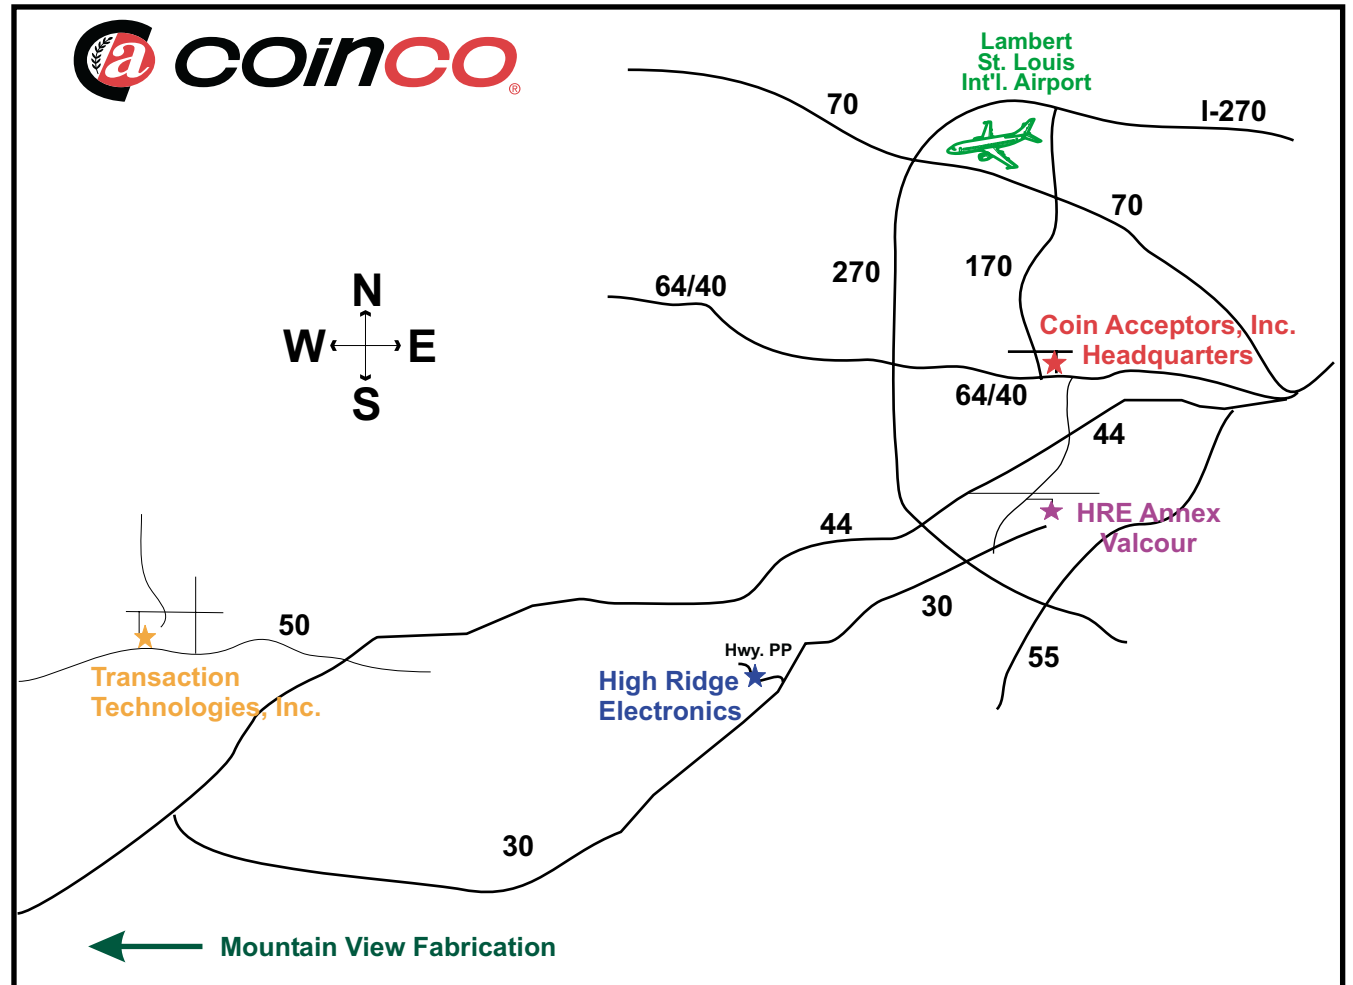 a coinco®
Lambert
St. Louis
Int'l. Airport
70
I-270
70
270
170
64/40
N
W E
S
Coin Acceptors, Inc.
Headquarters
64/40
44
HRE Annex
Valcour
44
30
50
Hwy. PP
55
Transaction
Technologies, Inc.
High Ridge
Electronics
30
Mountain View Fabrication